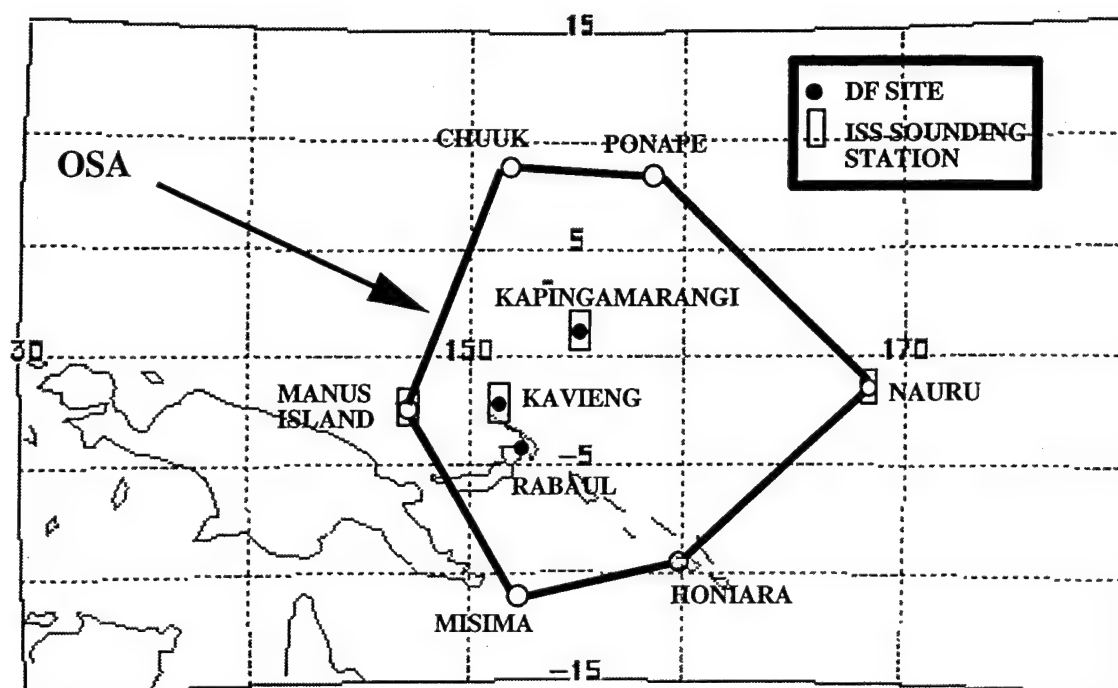 15
DF SITE
ISS SOUNDING
STATION
CHUUK
PONAPE
OSA
5
KAPINGAMARANGI
30
150
170
MANUS
ISLAND
KAVIENG
NAURU
-5
RABAUL
HONIARA
MISIMA
-15